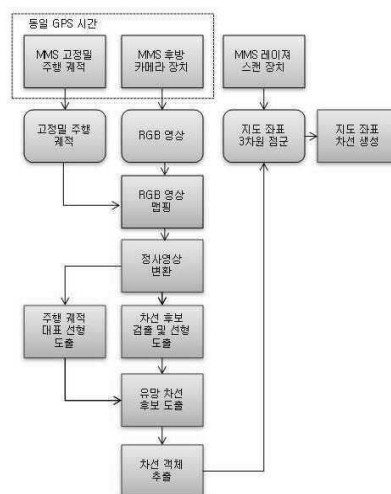 동일 GPS 시간
MMS 고정밀
주행 궤적
MMS 후방
카메라 장치
MMS 레이져
스캔 장치
고정밀 주행
궤적
RGB 영상
지도 좌표
3차원 점군
지도 좌표
차선 생성
RGB 영상
맵핑
정사영상
변환
주행 궤적
대표 선형
도출
차선 후보
검출 및 선형
도출
유망 차선
후보 도출
차선 객체
추출